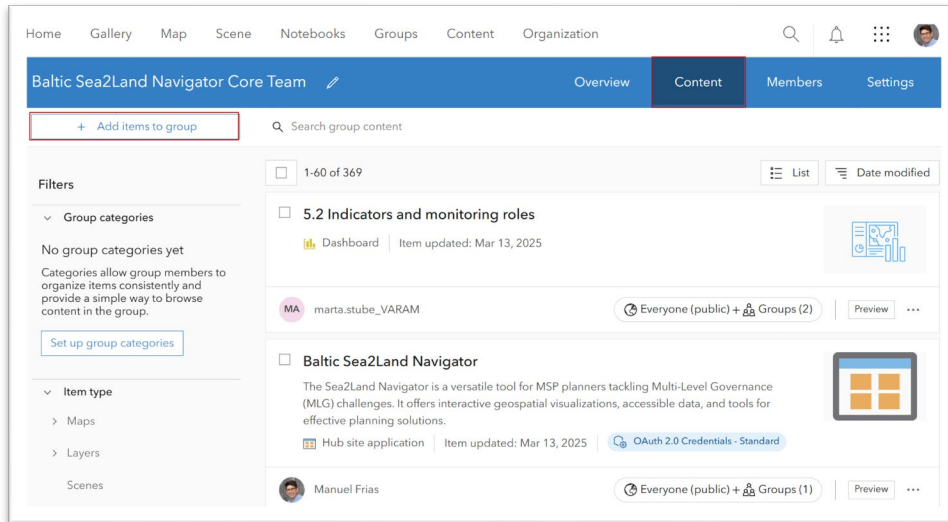 Home Gallery Map Scene Notebooks Groups Content Organization
Baltic Sea2Land Navigator Core Team Overview Content Members Settings
+ Add items to group Search group content
Filters
1-60 of 369 List Date modified
Group categories
No group categories yet
Categories allow group members to
organize items consistently and
provide a simple way to browse
content in the group.
Set up group categories
Item type
Maps
Layers
Scenes
5.2 Indicators and monitoring roles
Dashboard Item updated: Mar 13, 2025
MA marta.stube_VARAM Everyone (public) + Groups (2) Preview ...
Baltic Sea2Land Navigator
The Sea2Land Navigator is a versatile tool for MSP planners tackling Multi-Level Governance
(MLG) challenges. It offers interactive geospatial visualizations, accessible data, and tools for
effective planning solutions.
Hub site application Item updated: Mar 13, 2025 OAuth 2.0 Credentials - Standard
Manuel Frias Everyone (public) + Groups (1) Preview ...